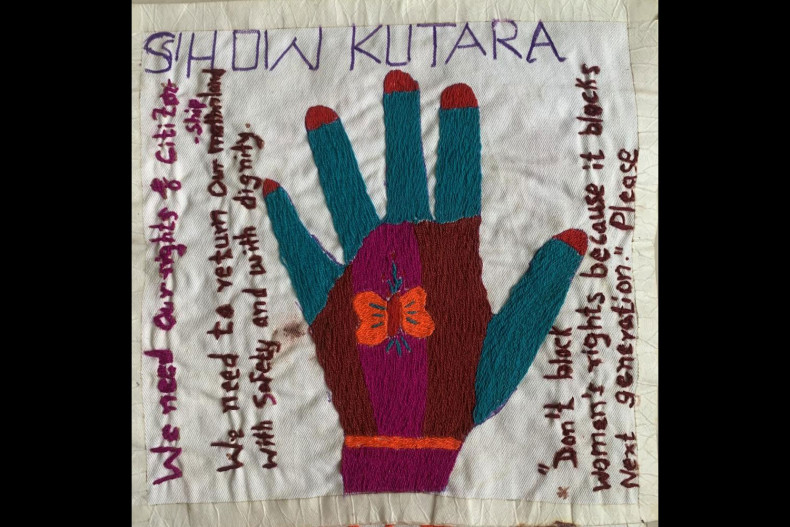 SHOW KUTARA
We need our rights of Citizen
-ship
We need to return our motherland
with safety and with dignity.
* "Don't block
women's rights because it blocks
Next generation." Please